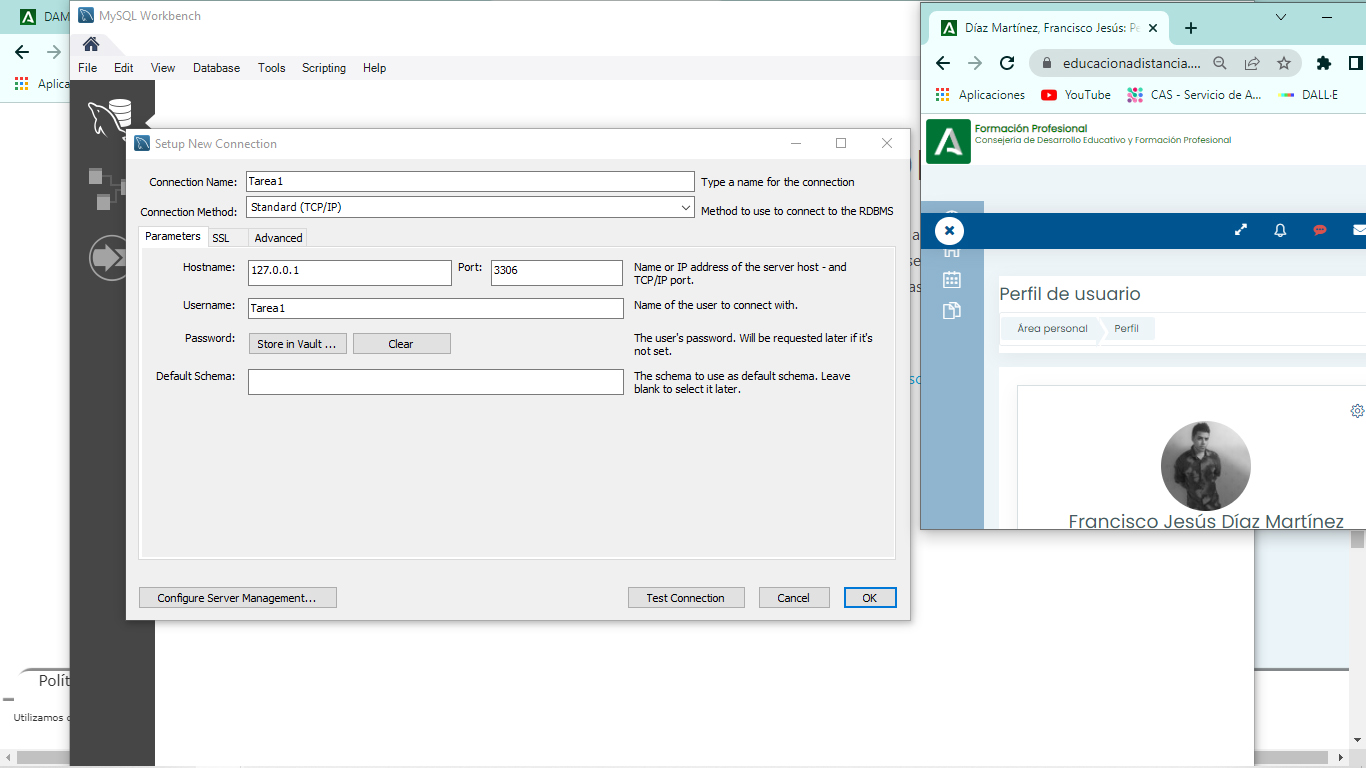 DAM
Aplica
MySQL Workbench
File Edit View Database Tools Scripting Help
Setup New Connection
Connection Name: Tarea1 Type a name for the connection
Connection Method: Standard (TCP/IP) Method to use to connect to the RDBMS
Parameters SSL Advanced
Hostname: 127.0.0.1 Port: 3306 Name or IP address of the server host - and
TCP/IP port.
Username: Tarea1 Name of the user to connect with.
Password: Store in Vault ... Clear The user's password. Will be requested later if it's
not set.
Default Schema: The schema to use as default schema. Leave
blank to select it later.
Configure Server Management... Test Connection Cancel OK
Díaz Martínez, Francisco Jesús: Pe
educacionadistancia....
Aplicaciones YouTube CAS - Servicio de A... DALL·E
Formación Profesional
Consejería de Desarrollo Educativo y Formación Profesional
Perfil de usuario
Área personal Perfil
Francisco Jesús Díaz Martínez
Polít
Utilizamos